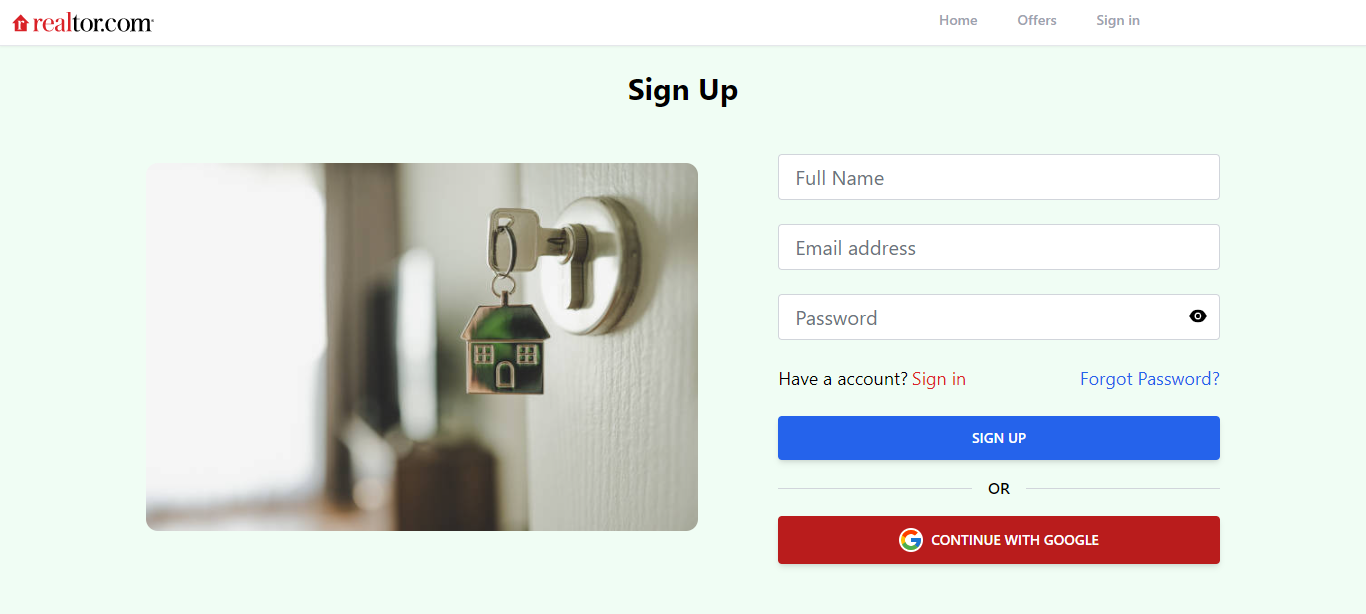 realtor.com
Home Offers Sign in
Sign Up
Full Name
Email address
Password
Have a account? Sign in Forgot Password?
SIGN UP
OR
CONTINUE WITH GOOGLE